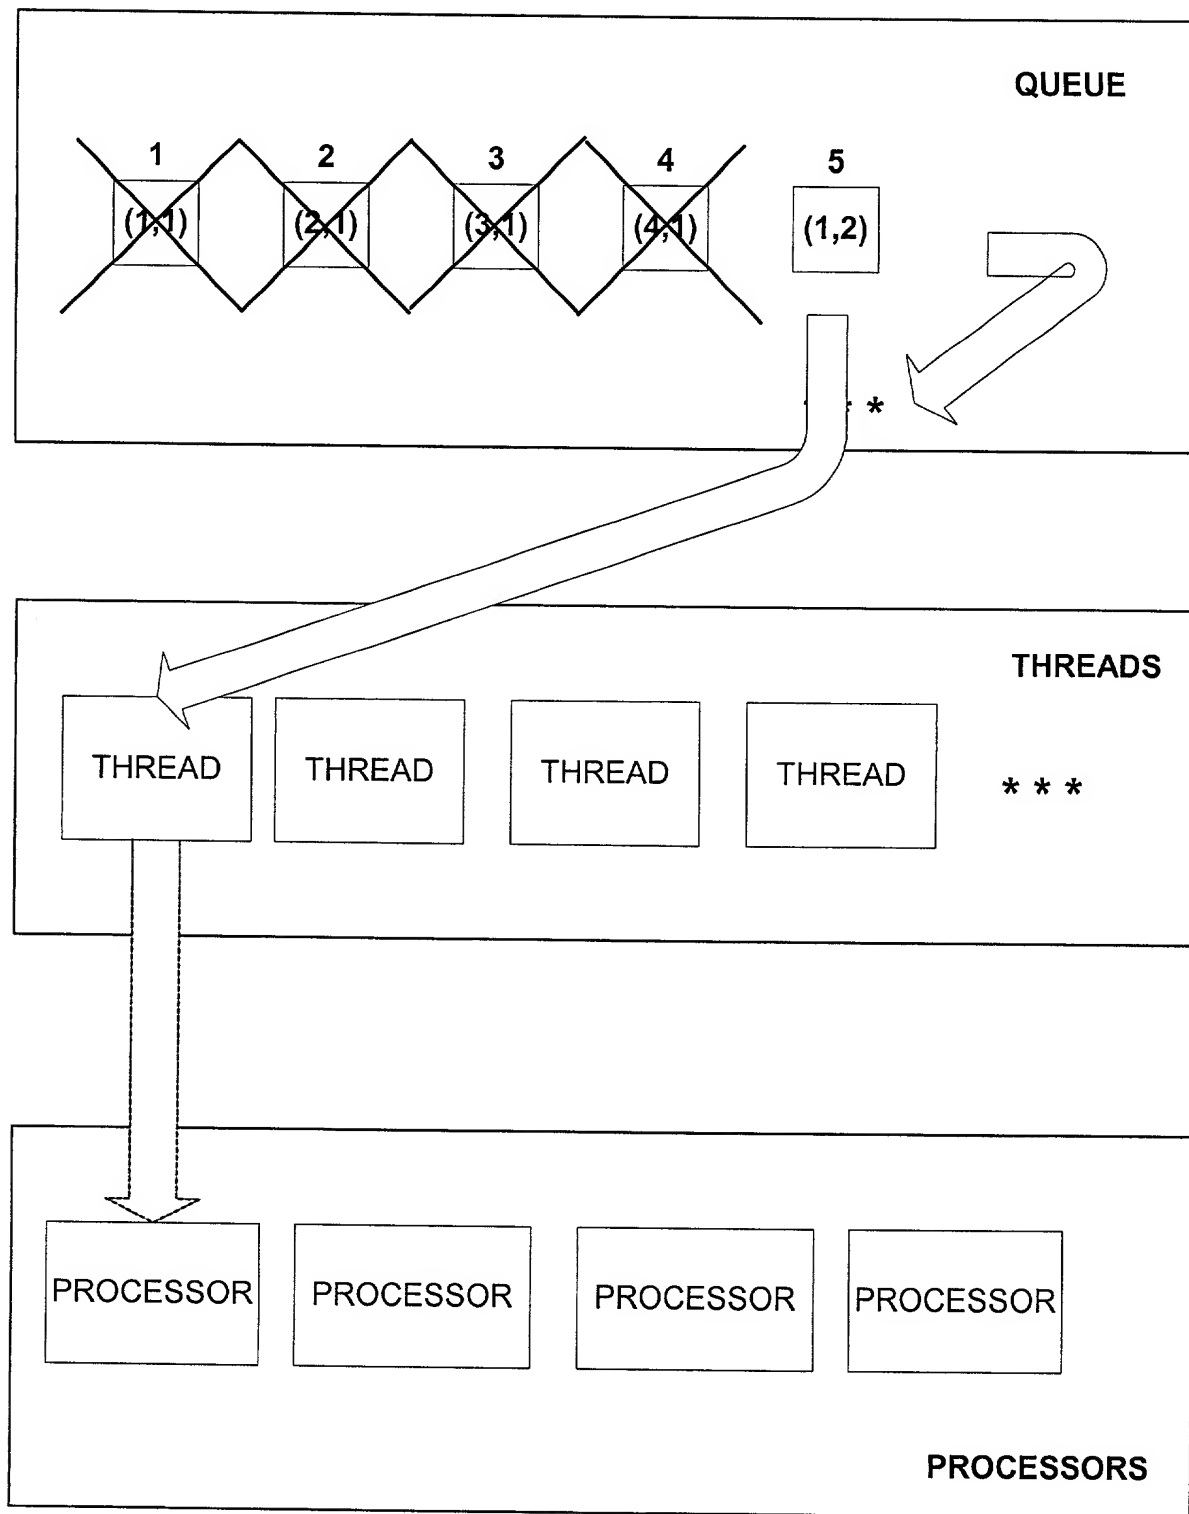 QUEUE
1 2 3 4 5
(1,1) (2,1) (3,1) (4,1) (1,2)
* *
THREADS
THREAD THREAD THREAD THREAD
* * *
PROCESSOR PROCESSOR PROCESSOR PROCESSOR
PROCESSORS